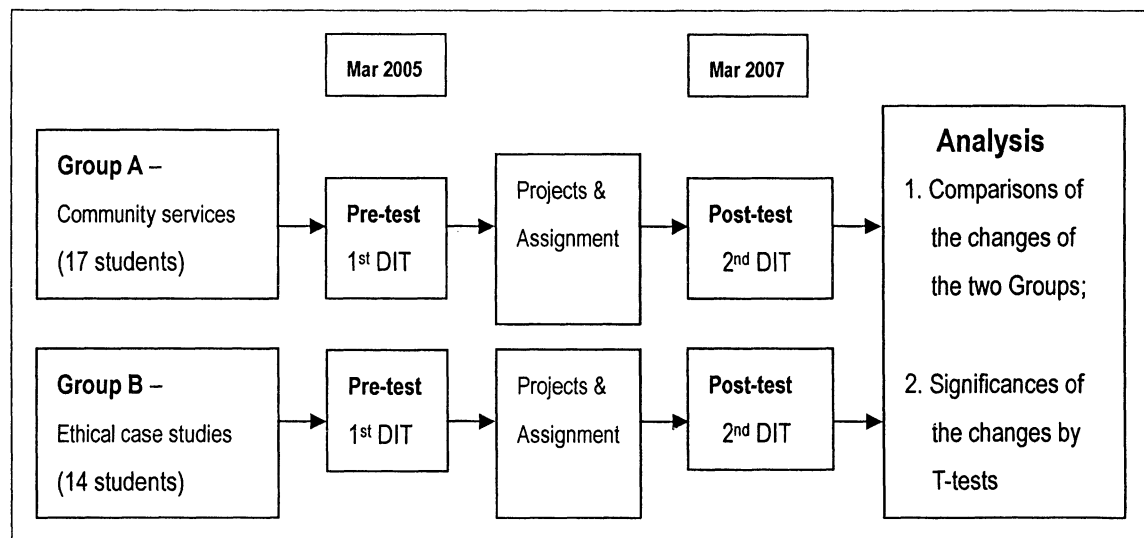 Mar 2005
Mar 2007
Group A –
Community services
(17 students)
Pre-test
1st DIT
Projects &
Assignment
Post-test
2nd DIT
Group B –
Ethical case studies
(14 students)
Pre-test
1st DIT
Projects &
Assignment
Post-test
2nd DIT
Analysis
1. Comparisons of
the changes of
the two Groups;
2. Significances of
the changes by
T-tests